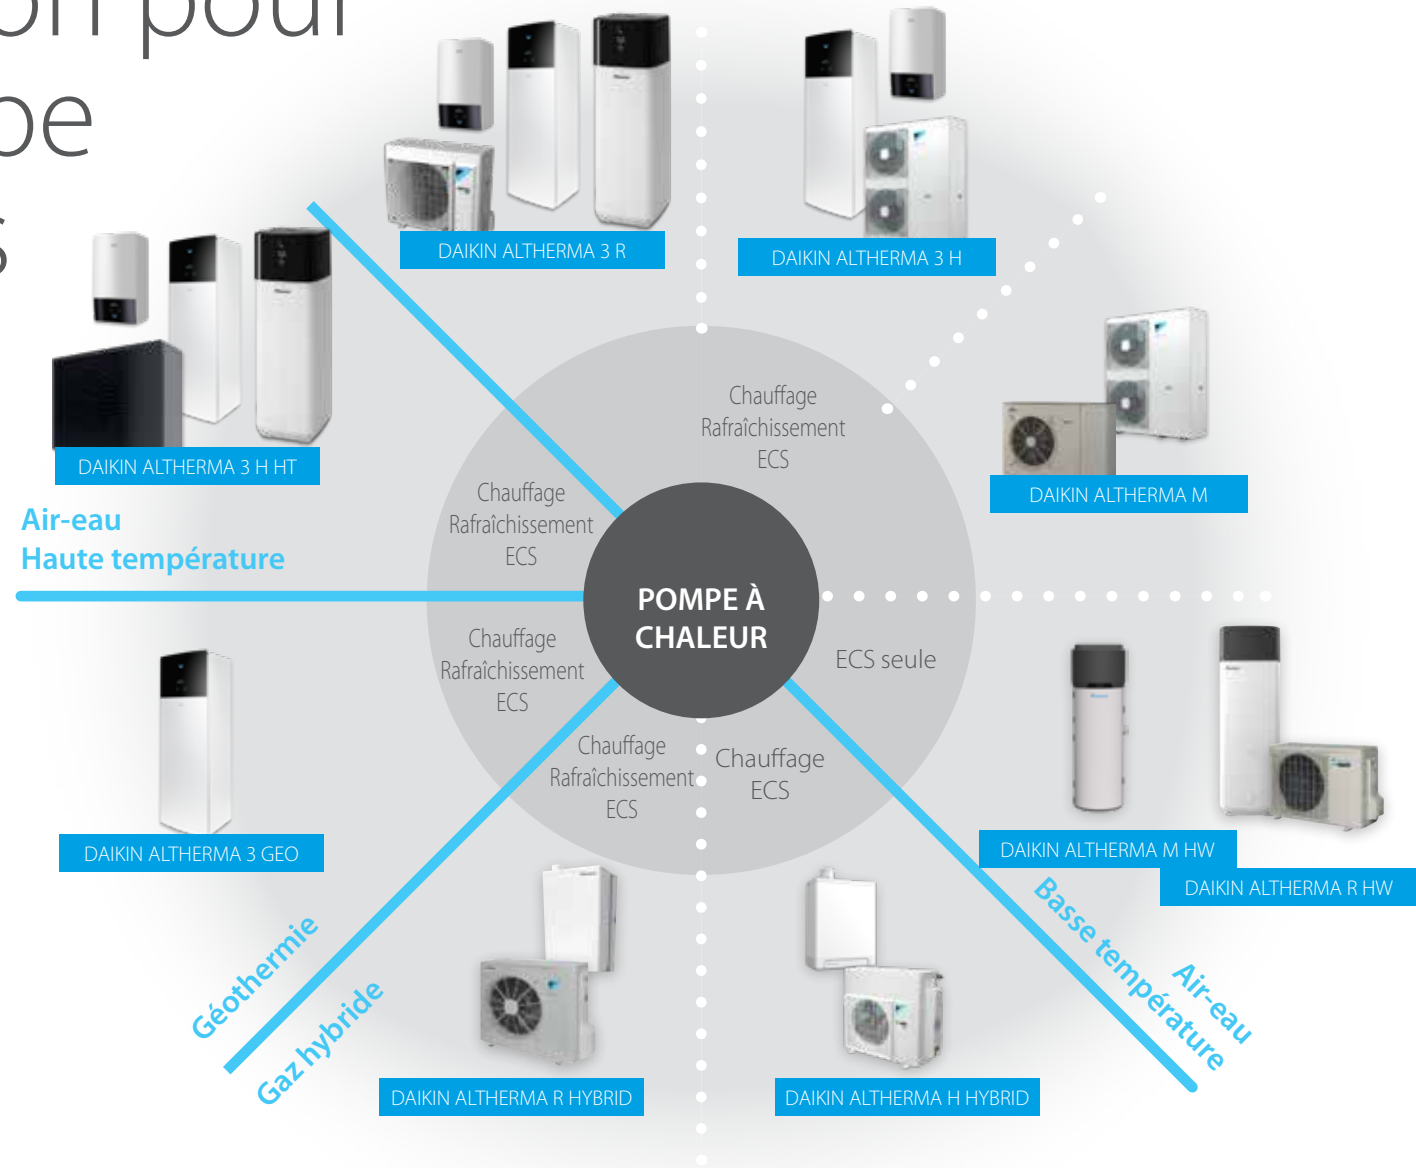 on pour
pe
s
DAIKIN ALTHERMA 3 R
DAIKIN ALTHERMA 3 H
DAIKIN ALTHERMA 3 H HT
DAIKIN ALTHERMA M
Chauffage
Rafraîchissement
ECS
Chauffage
Rafraîchissement
ECS
Air-eau
Haute température
POMPE À
CHALEUR
Chauffage
Rafraîchissement
ECS
ECS seule
Chauffage
Rafraîchissement
ECS
Chauffage
ECS
DAIKIN ALTHERMA 3 GEO
DAIKIN ALTHERMA M HW
DAIKIN ALTHERMA R HW
Géothermie
Gaz hybride
Air-eau
Basse température
DAIKIN ALTHERMA R HYBRID
DAIKIN ALTHERMA H HYBRID